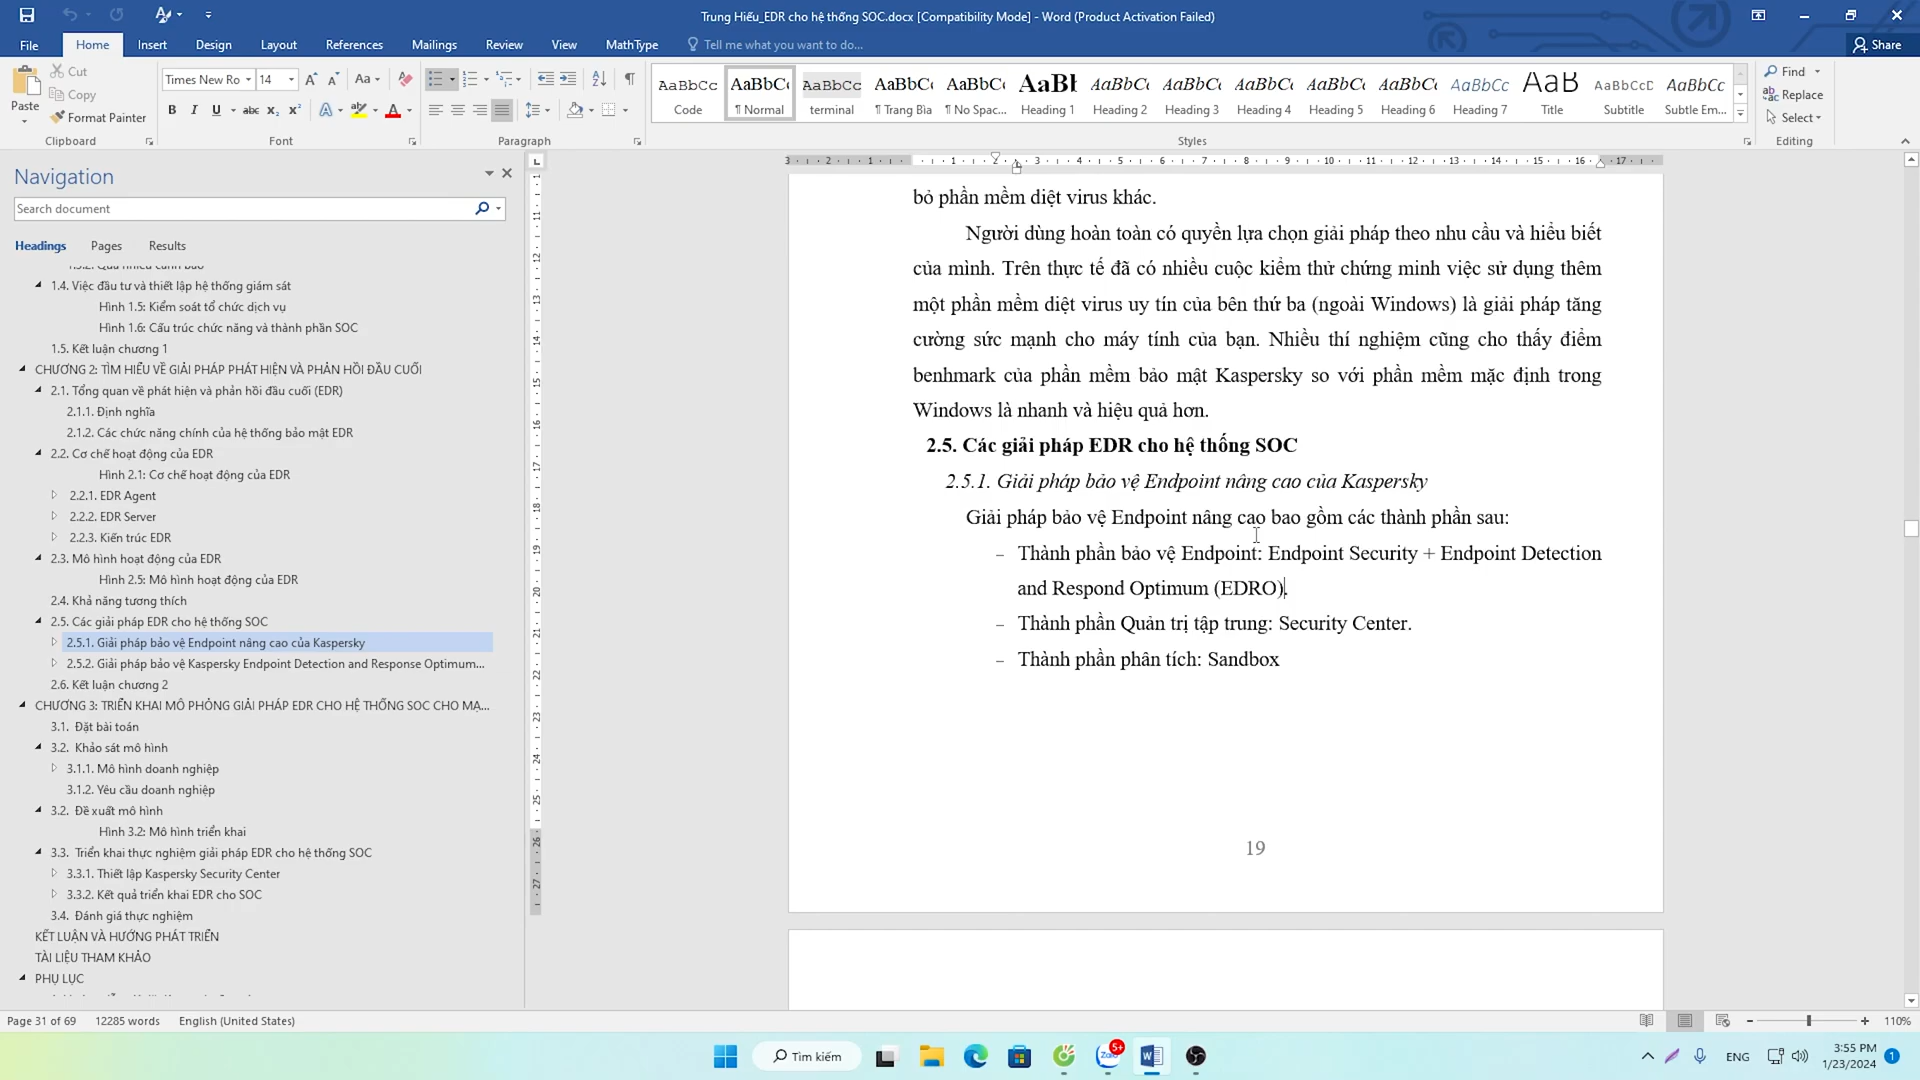 Trung Hiếu_EDR cho hệ thống SOC.docx [Compatibility Mode] - Word (Product Activation Failed)
File Home Insert Design Layout References Mailings Review View MathType Tell me what you want to do... Share
Paste Cut Copy Format Painter
Times New Ro 14
AaBbCc AaBbCc AaBbCc AaBbCc AaBbCc AaBb AaBbCc AaBbCc AaBbCc AaBbCc AaBbCc AaBbCc AaB AaBbCcD AaBbCc
Code ¶ Normal terminal ¶ Trang Bìa ¶ No Spac... Heading 1 Heading 2 Heading 3 Heading 4 Heading 5 Heading 6 Heading 7 Title Subtitle Subtle Em...
Find Replace Select
Clipboard Font Paragraph Styles Editing
Navigation
Search document
Headings Pages Results
1.4. Việc đầu tư và thiết lập hệ thống giám sát
Hình 1.5: Kiểm soát tổ chức dịch vụ
Hình 1.6: Cấu trúc chức năng và thành phần SOC
1.5. Kết luận chương 1
CHƯƠNG 2: TÌM HIỂU VỀ GIẢI PHÁP PHÁT HIỆN VÀ PHẢN HỒI ĐẦU CUỐI
2.1. Tổng quan về phát hiện và phản hồi đầu cuối (EDR)
2.1.1. Định nghĩa
2.1.2. Các chức năng chính của hệ thống bảo mật EDR
2.2. Cơ chế hoạt động của EDR
Hình 2.1: Cơ chế hoạt động của EDR
2.2.1. EDR Agent
2.2.2. EDR Server
2.2.3. Kiến trúc EDR
2.3. Mô hình hoạt động của EDR
Hình 2.5: Mô hình hoạt động của EDR
2.4. Khả năng tương thích
2.5. Các giải pháp EDR cho hệ thống SOC
2.5.1. Giải pháp bảo vệ Endpoint nâng cao của Kaspersky
2.5.2. Giải pháp bảo vệ Kaspersky Endpoint Detection and Response Optimum...
2.6. Kết luận chương 2
CHƯƠNG 3: TRIỂN KHAI MÔ PHỎNG GIẢI PHÁP EDR CHO HỆ THỐNG SOC CHO MẠ...
3.1. Đặt bài toán
3.2. Khảo sát mô hình
3.1.1. Mô hình doanh nghiệp
3.1.2. Yêu cầu doanh nghiệp
3.2. Đề xuất mô hình
Hình 3.2: Mô hình triển khai
3.3. Triển khai thực nghiệm giải pháp EDR cho hệ thống SOC
3.3.1. Thiết lập Kaspersky Security Center
3.3.2. Kết quả triển khai EDR cho SOC
3.4. Đánh giá thực nghiệm
KẾT LUẬN VÀ HƯỚNG PHÁT TRIỂN
TÀI LIỆU THAM KHẢO
PHỤ LỤC
bỏ phần mềm diệt virus khác.
Người dùng hoàn toàn có quyền lựa chọn giải pháp theo nhu cầu và hiểu biết
của mình. Trên thực tế đã có nhiều cuộc kiểm thử chứng minh việc sử dụng thêm
một phần mềm diệt virus uy tín của bên thứ ba (ngoài Windows) là giải pháp tăng
cường sức mạnh cho máy tính của bạn. Nhiều thí nghiệm cũng cho thấy điểm
benhmark của phần mềm bảo mật Kaspersky so với phần mềm mặc định trong
Windows là nhanh và hiệu quả hơn.
2.5. Các giải pháp EDR cho hệ thống SOC
2.5.1. Giải pháp bảo vệ Endpoint nâng cao của Kaspersky
Giải pháp bảo vệ Endpoint nâng cao bao gồm các thành phần sau:
– Thành phần bảo vệ Endpoint: Endpoint Security + Endpoint Detection
and Respond Optimum (EDRO).
– Thành phần Quản trị tập trung: Security Center.
– Thành phần phân tích: Sandbox
19
Page 31 of 69 12285 words English (United States) 110%
Tìm kiếm Zalo 5+ ENG 3:55 PM
1/23/2024 1